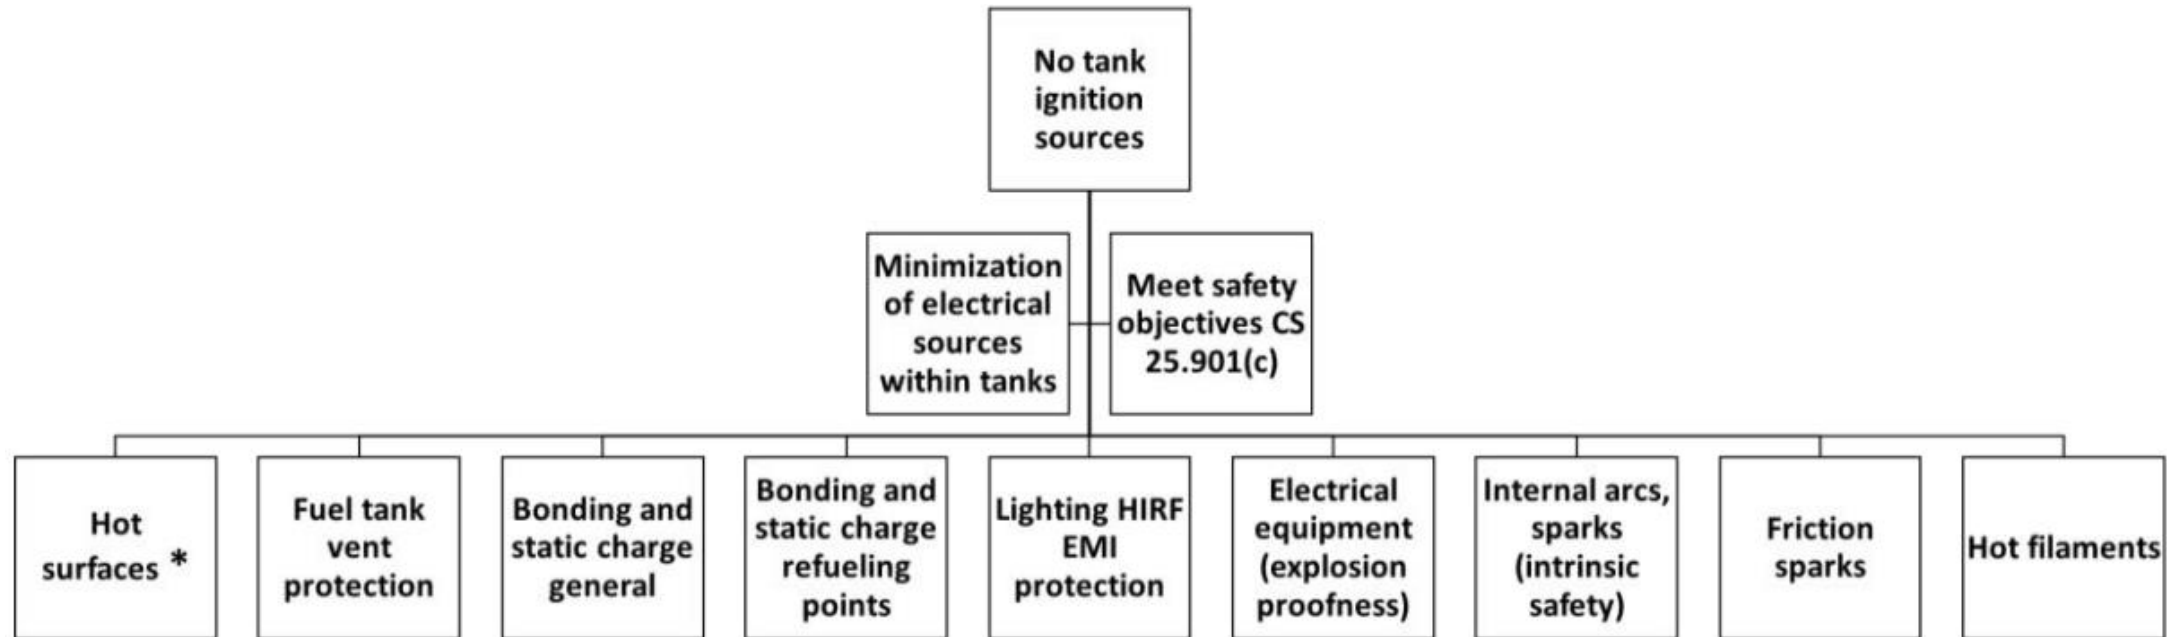 No tank
ignition
sources
Minimization
of electrical
sources
within tanks
Meet safety
objectives CS
25.901(c)
Hot
surfaces *
Fuel tank
vent
protection
Bonding and
static charge
general
Bonding and
static charge
refueling
points
Lighting HIRF
EMI
protection
Electrical
equipment
(explosion
proofness)
Internal arcs,
sparks
(intrinsic
safety)
Friction
sparks
Hot filaments